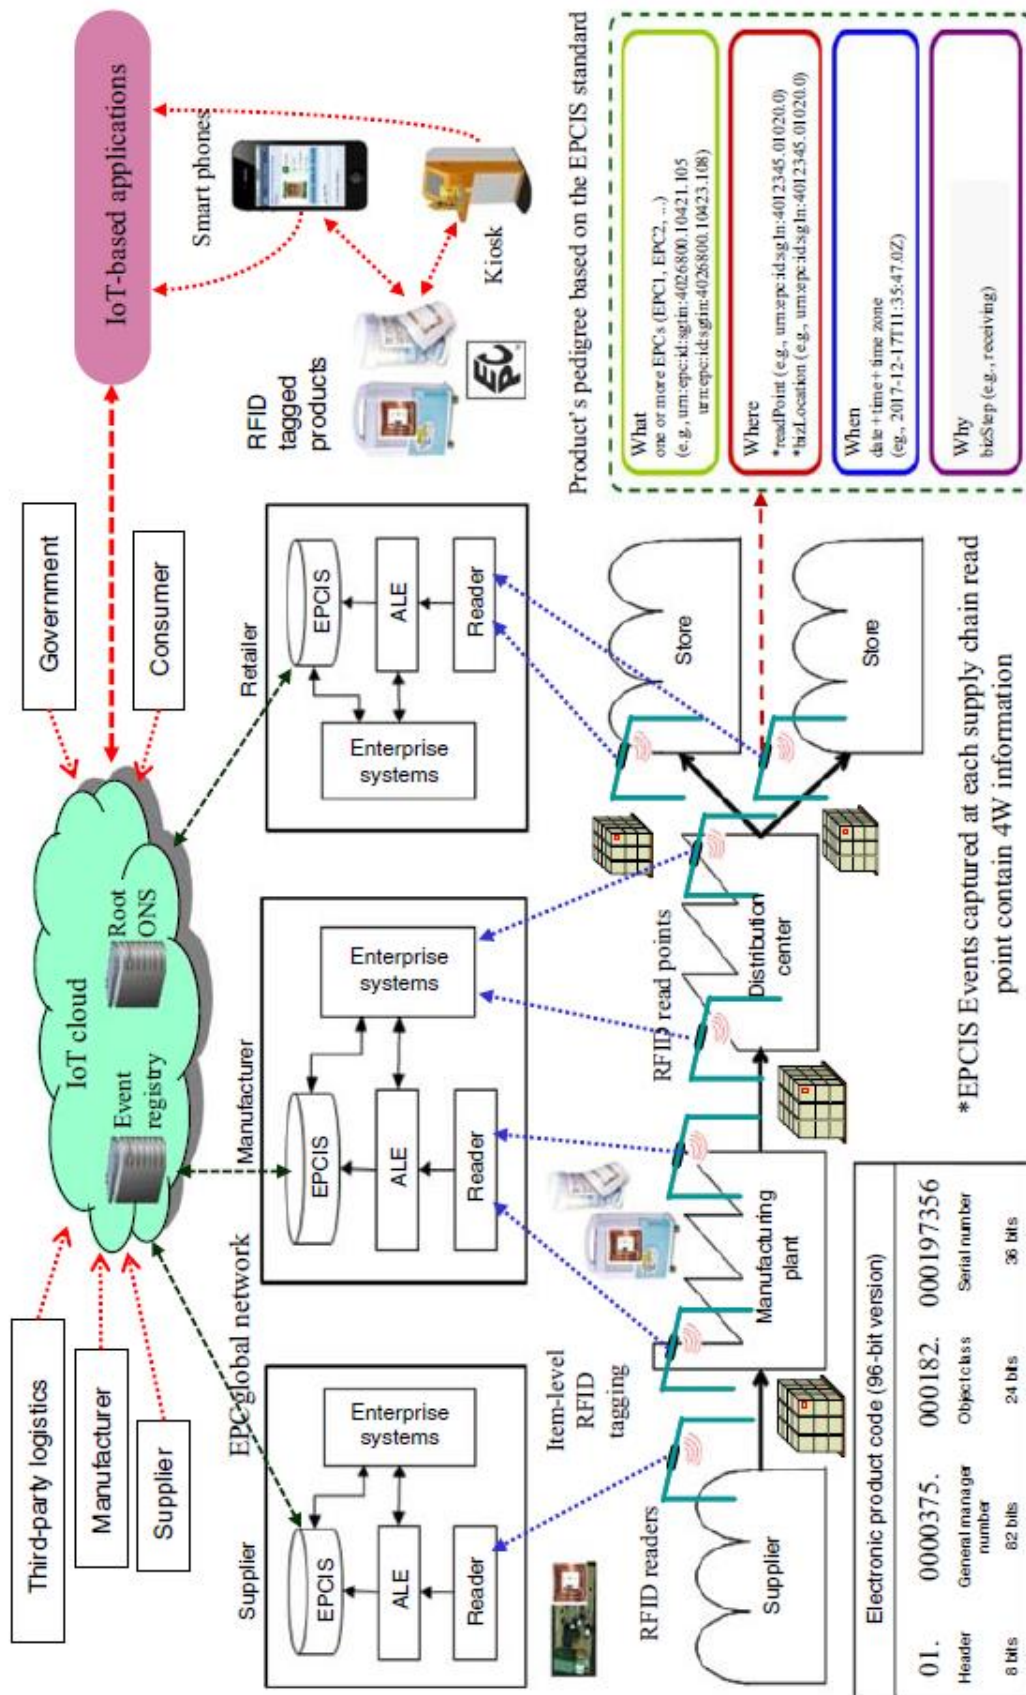 Third-party logistics
Manufacturer
Supplier
Government
Consumer
IoT cloud
Event
registry
Root
ONS
IoT-based applications
EPC-global network
Supplier
EPCIS
ALE
Reader
Enterprise
systems
Manufacturer
EPCIS
ALE
Reader
Enterprise
systems
Retailer
Enterprise
systems
EPCIS
ALE
Reader
Smart phones
RFID
tagged
products
Kiosk
EPC
Item-level
RFID
tagging
RFID readers
RFID read points
Supplier
Manufacturing
plant
Distribution
center
Store
Store
Product's pedigree based on the EPCIS standard
What
one or more EPCs (EPC1, EPC2, ...)
(e.g., urn:epc:id:sgtin:4026800.10421.105
urn:epc:id:sgtin:4026800.10423.108)
Where
*readPoint (e.g., urn:epc:id:sgln:4012345.01020.0)
*bizLocation (e.g., urn:epc:id:sgln:4012345.01020.0)
When
date+time+time zone
(eg., 2017-12-17T11:35:47.0Z)
Why
bizStep (e.g., receiving)
Electronic product code (96-bit version)
01. 0000375. 000182. 000197356
Header General manager number Object class Serial number
8 bits 82 bits 24 bits 36 bits
*EPCIS Events captured at each supply chain read
point contain 4W information